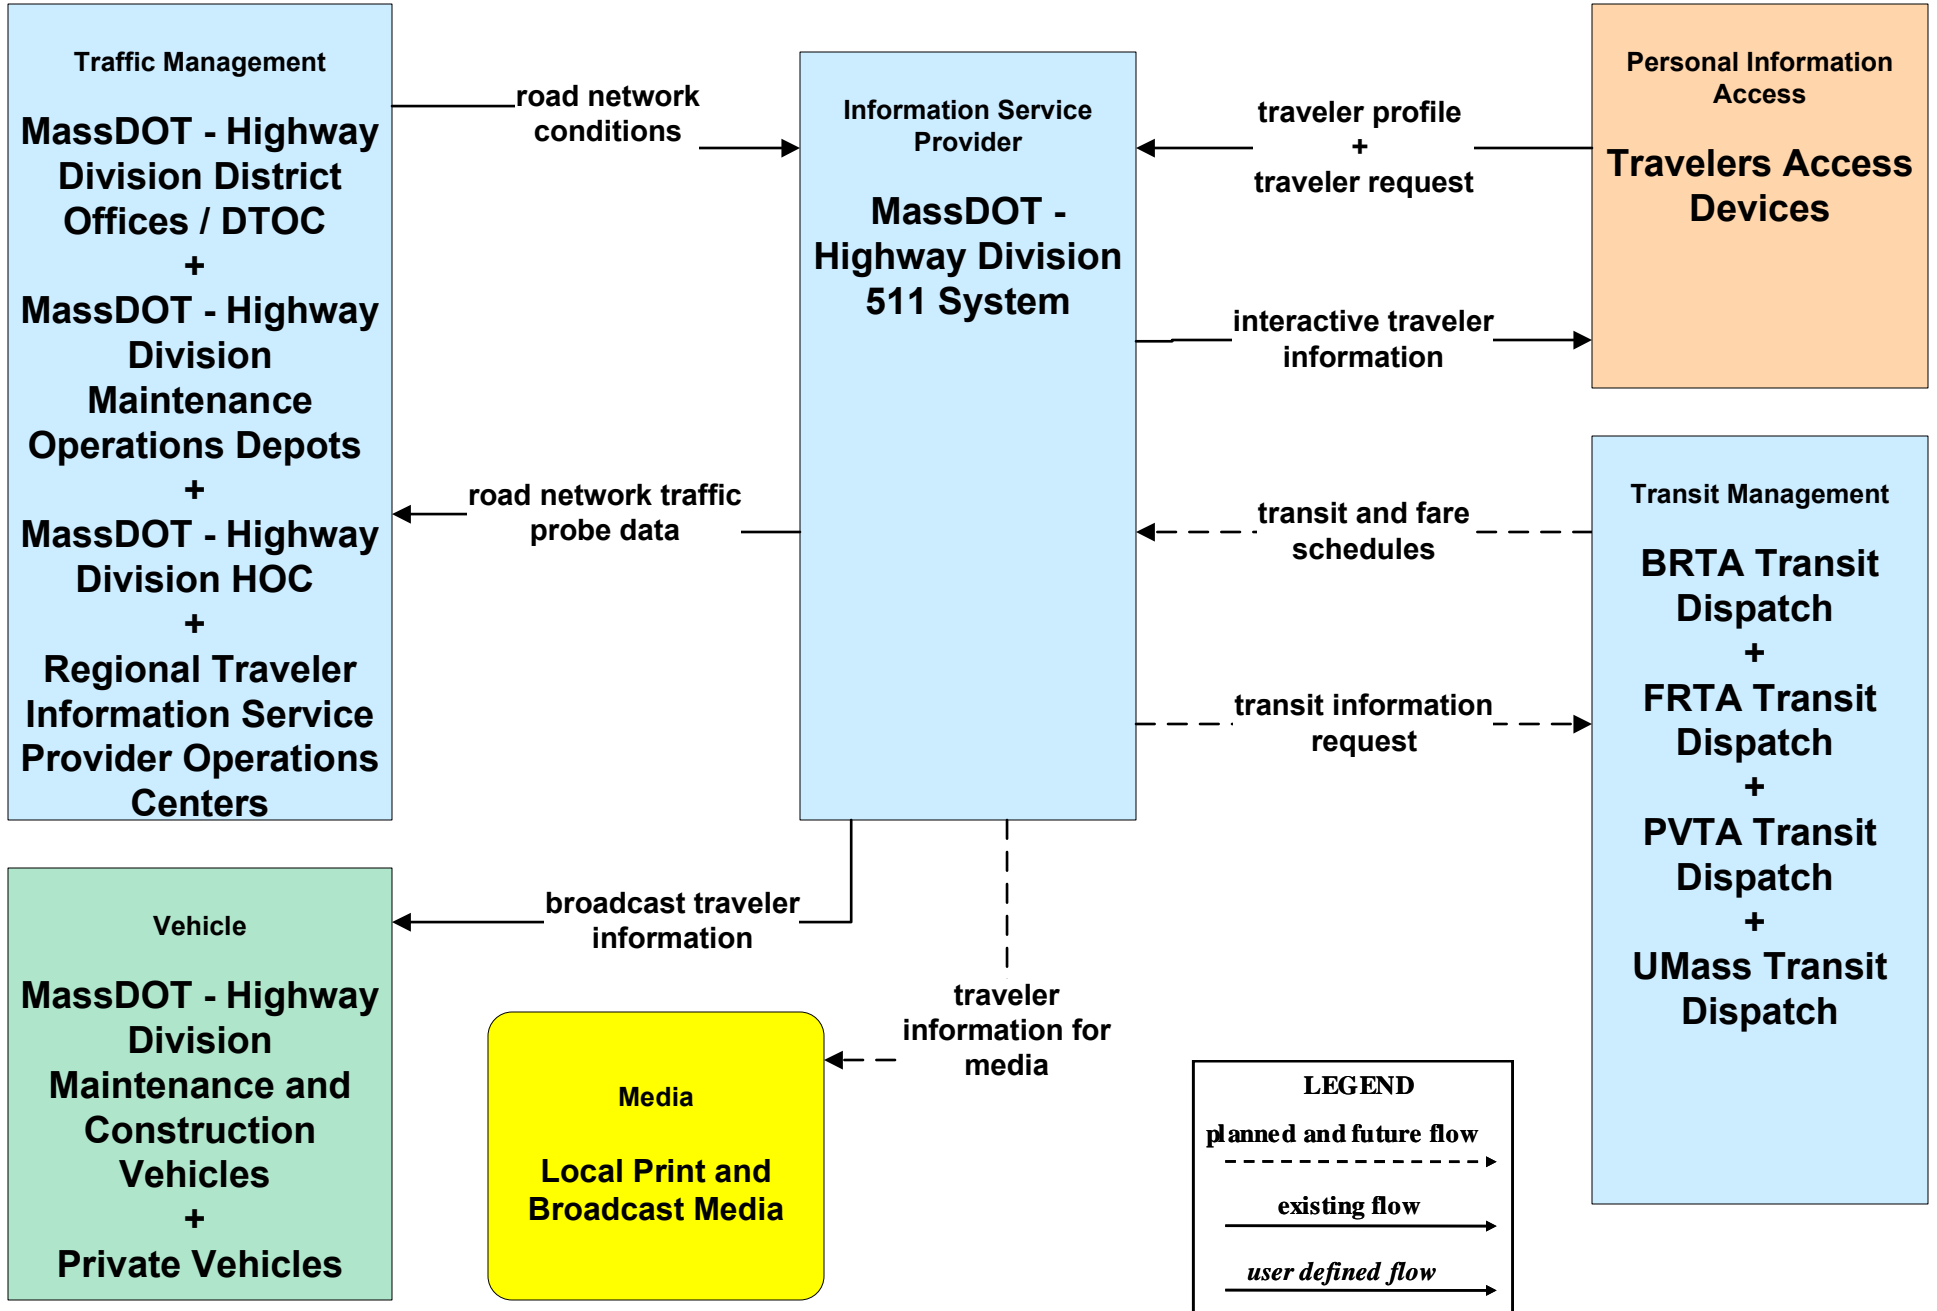 Traffic Management
MassDOT - Highway
Division District
Offices / DTOC
+
MassDOT - Highway
Division
Maintenance
Operations Depots
+
MassDOT - Highway
Division HOC
+
Regional Traveler
Information Service
Provider Operations
Centers
road network
conditions
road network traffic
probe data
Information Service
Provider
MassDOT -
Highway Division
511 System
traveler profile
+
traveler request
interactive traveler
information
transit and fare
schedules
transit information
request
Personal Information
Access
Travelers Access
Devices
Transit Management
BRTA Transit
Dispatch
+
FRTA Transit
Dispatch
+
PVTA Transit
Dispatch
+
UMass Transit
Dispatch
Vehicle
MassDOT - Highway
Division
Maintenance and
Construction
Vehicles
+
Private Vehicles
broadcast traveler
information
traveler
information for
media
Media
Local Print and
Broadcast Media
LEGEND
planned and future flow
existing flow
user defined flow